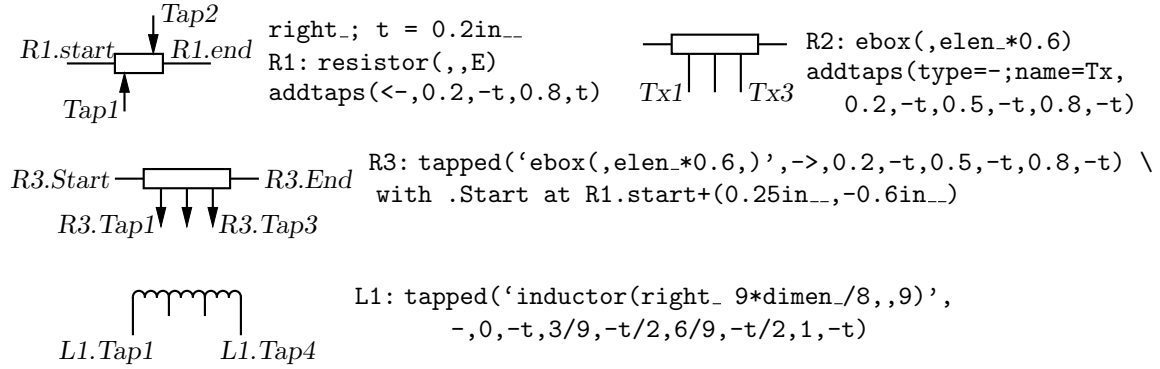 Tap2
R1.start
R1.end
Tap1
right_; t = 0.2in__
R1: resistor(,,E)
addtaps(<-,0.2,-t,0.8,t)
Tx1
Tx3
R2: ebox(,elen_*0.6)
addtaps(type=-;name=Tx,
0.2,-t,0.5,-t,0.8,-t)
R3.Start
R3.End
R3.Tap1
R3.Tap3
R3: tapped(‘ebox(,elen_*0.6,)’,->,0.2,-t,0.5,-t,0.8,-t) \
with .Start at R1.start+(0.25in__,-0.6in__)
L1.Tap1
L1.Tap4
L1: tapped(‘inductor(right_ 9*dimen_/8,,9)’,
-,0,-t,3/9,-t/2,6/9,-t/2,1,-t)